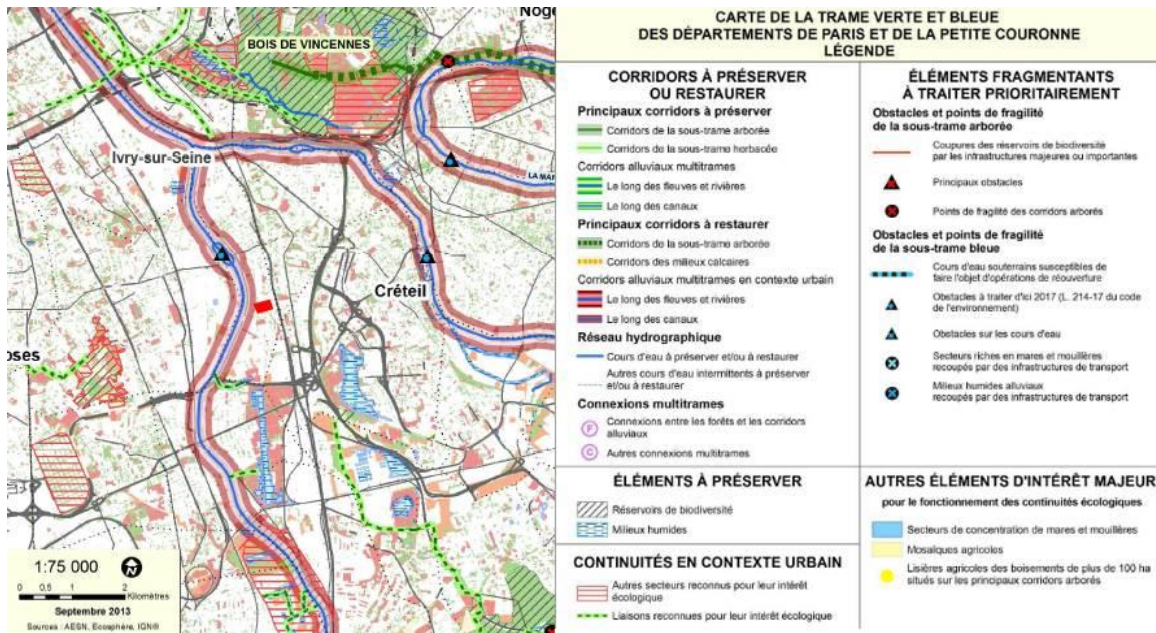 Noge
BOIS DE VINCENNES
Ivry-sur-Seine
LA MAR
Créteil
oses
1:75 000
0 0,5 1 2
Kilomètres
Septembre 2013
Sources : AESN, Ecosphère, IGN®
CARTE DE LA TRAME VERTE ET BLEUE
DES DÉPARTEMENTS DE PARIS ET DE LA PETITE COURONNE
LÉGENDE
CORRIDORS À PRÉSERVER
OU RESTAURER
Principaux corridors à préserver
Corridors de la sous-trame arborée
Corridors de la sous-trame herbacée
Corridors alluviaux multitrames
Le long des fleuves et rivières
Le long des canaux
Principaux corridors à restaurer
Corridors de la sous-trame arborée
Corridors des milieux calcaires
Corridors alluviaux multitrames en contexte urbain
Le long des fleuves et rivières
Le long des canaux
Réseau hydrographique
Cours d'eau à préserver et/ou à restaurer
Autres cours d'eau intermittents à préserver
et/ou à restaurer
Connexions multitrames
F
Connexions entre les forêts et les corridors
alluviaux
C
Autres connexions multitrames
ÉLÉMENTS FRAGMENTANTS
À TRAITER PRIORITAIREMENT
Obstacles et points de fragilité
de la sous-trame arborée
Coupures des réservoirs de biodiversité
par les infrastructures majeures ou importantes
Principaux obstacles
Points de fragilité des corridors arborés
Obstacles et points de fragilité
de la sous-trame bleue
Cours d'eau souterrains susceptibles de
faire l'objet d'opérations de réouverture
Obstacles à traiter d'ici 2017 (L. 214-17 du code
de l'environnement)
Obstacles sur les cours d'eau
Secteurs riches en mares et mouillères
recoupés par des infrastructures de transport
Milieux humides alluviaux
recoupés par des infrastructures de transport
ÉLÉMENTS À PRÉSERVER
Réservoirs de biodiversité
Milieux humides
CONTINUITÉS EN CONTEXTE URBAIN
Autres secteurs reconnus pour leur intérêt
écologique
Liaisons reconnues pour leur intérêt écologique
AUTRES ÉLÉMENTS D'INTÉRÊT MAJEUR
pour le fonctionnement des continuités écologiques
Secteurs de concentration de mares et mouillères
Mosaïques agricoles
Lisières agricoles des boisements de plus de 100 ha
situés sur les principaux corridors arborés